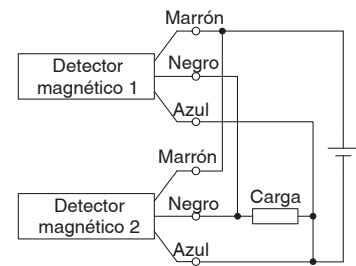 Marrón
Detector
magnético 1
Negro
Azul
Marrón
Detector
magnético 2
Negro
Carga
Azul